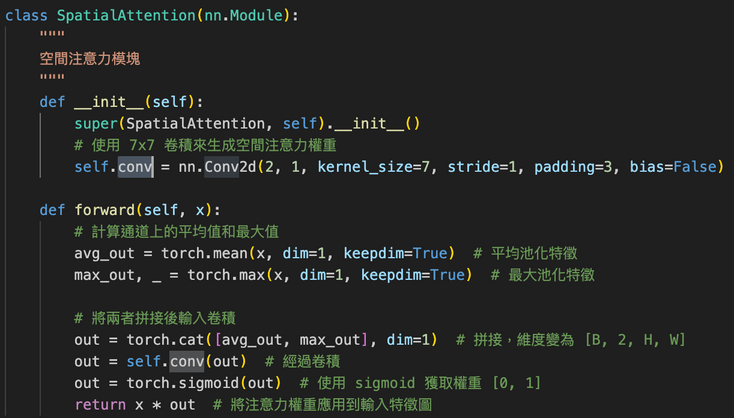 class SpatialAttention(nn.Module):
    """
    空間注意力模塊
    """
    def __init__(self):
        super(SpatialAttention, self).__init__()
        # 使用 7x7 卷積來生成空間注意力權重
        self.conv = nn.Conv2d(2, 1, kernel_size=7, stride=1, padding=3, bias=False)

    def forward(self, x):
        # 計算通道上的平均值和最大值
        avg_out = torch.mean(x, dim=1, keepdim=True)  # 平均池化特徵
        max_out, _ = torch.max(x, dim=1, keepdim=True)  # 最大池化特徵

        # 將兩者拼接後輸入卷積
        out = torch.cat([avg_out, max_out], dim=1)  # 拼接，維度變為 [B, 2, H, W]
        out = self.conv(out)  # 經過卷積
        out = torch.sigmoid(out)  # 使用 sigmoid 獲取權重 [0, 1]
        return x * out  # 將注意力權重應用到輸入特徵圖